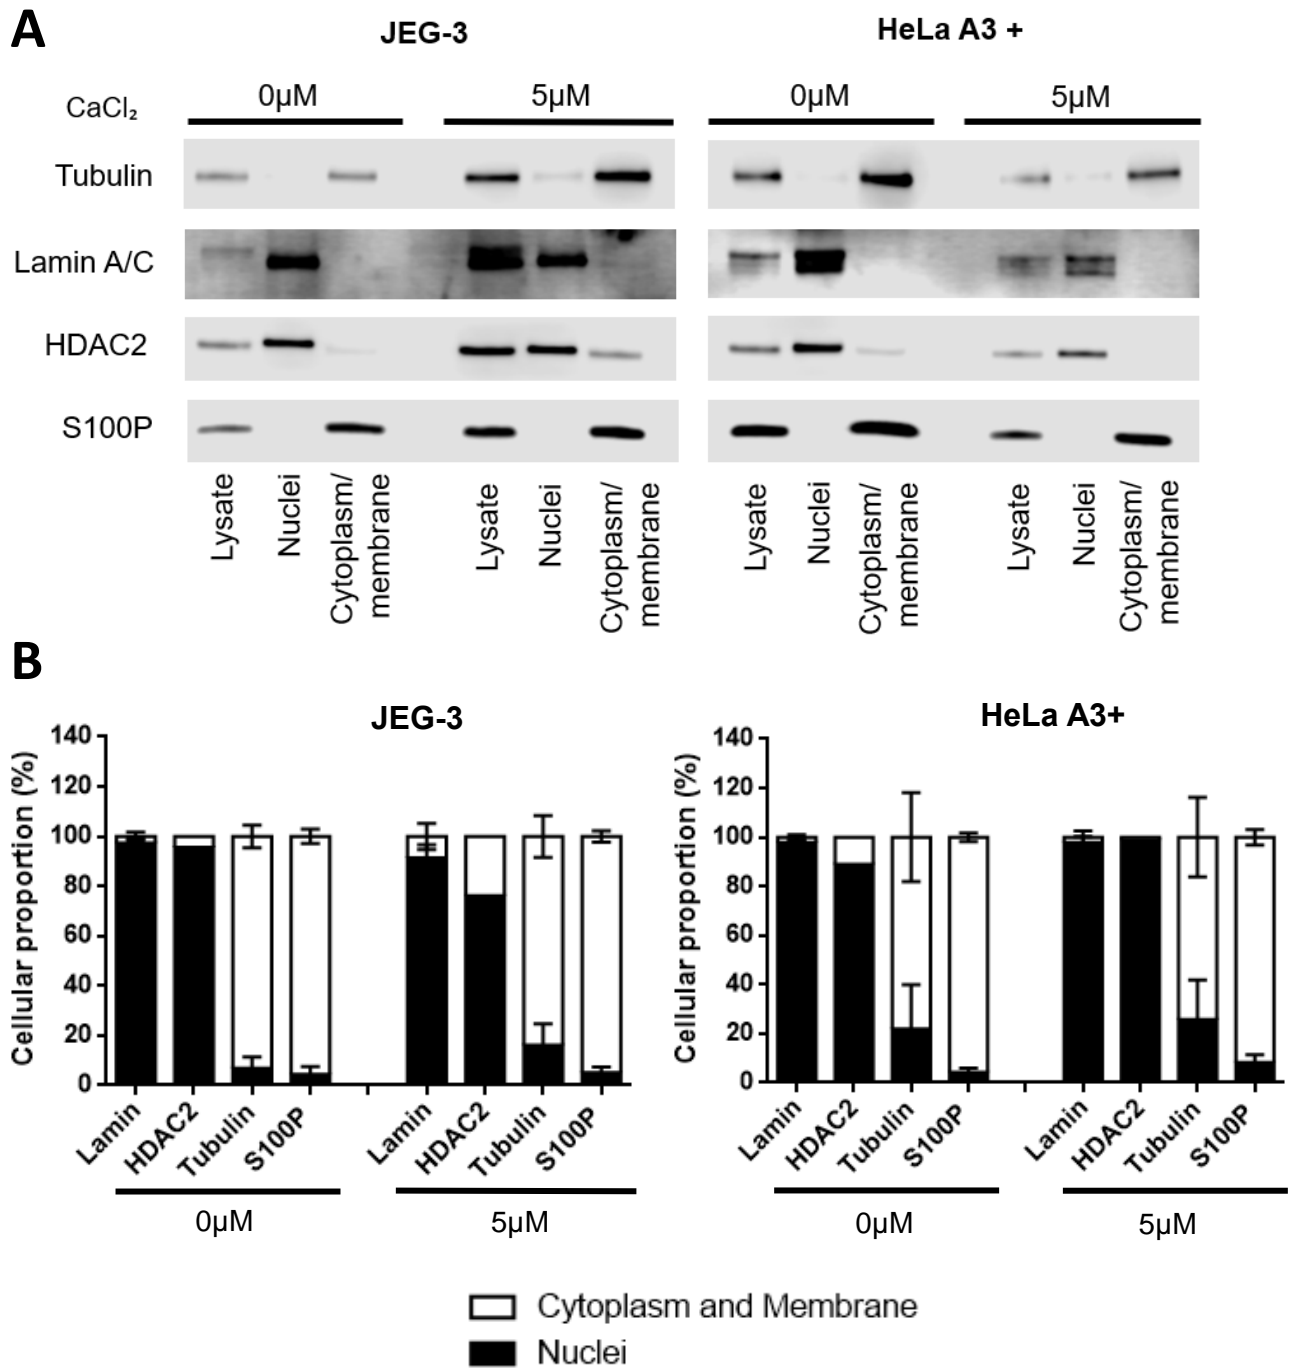 A
JEG-3
HeLa A3 +
CaCl₂
0µM
5µM
0µM
5µM
Tubulin
Lamin A/C
HDAC2
S100P
Lysate
Nuclei
Cytoplasm/
membrane
Lysate
Nuclei
Cytoplasm/
membrane
Lysate
Nuclei
Cytoplasm/
membrane
Lysate
Nuclei
Cytoplasm/
membrane
B
JEG-3
Cellular proportion (%)
140
120
100
80
60
40
20
0
Lamin
HDAC2
Tubulin
S100P
Lamin
HDAC2
Tubulin
S100P
0µM
5µM
HeLa A3+
Cellular proportion (%)
140
120
100
80
60
40
20
0
Lamin
HDAC2
Tubulin
S100P
Lamin
HDAC2
Tubulin
S100P
0µM
5µM
Cytoplasm and Membrane
Nuclei